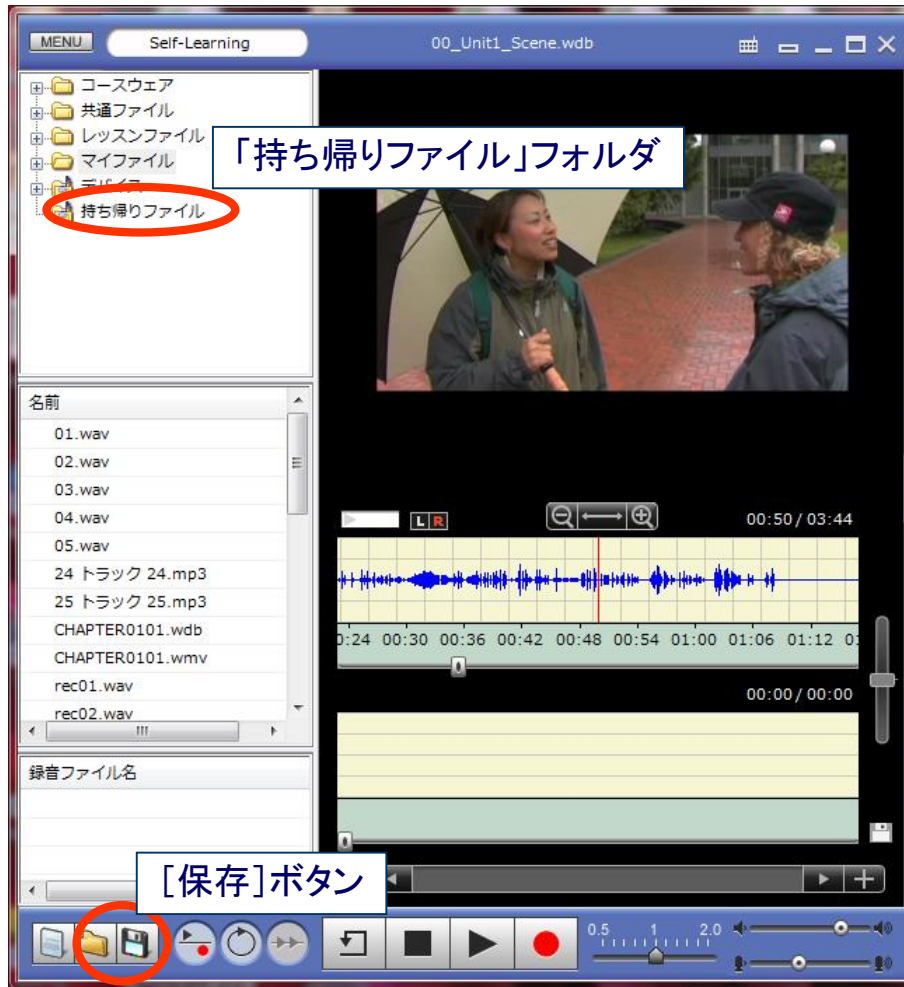 MENU
Self-Learning
00_Unit1_Scene.wdb
コースウェア
共通ファイル
レッスンファイル
マイファイル
デバイス
持ち帰りファイル
「持ち帰りファイル」フォルダ
名前
01.wav
02.wav
03.wav
04.wav
05.wav
24 トラック 24.mp3
25 トラック 25.mp3
CHAPTER0101.wdb
CHAPTER0101.wmv
rec01.wav
rec02.wav
L R
00:50 / 03:44
0:24 00:30 00:36 00:42 00:48 00:54 01:00 01:06 01:12
00:00 / 00:00
録音ファイル名
[保存]ボタン
0.5 1 2.0